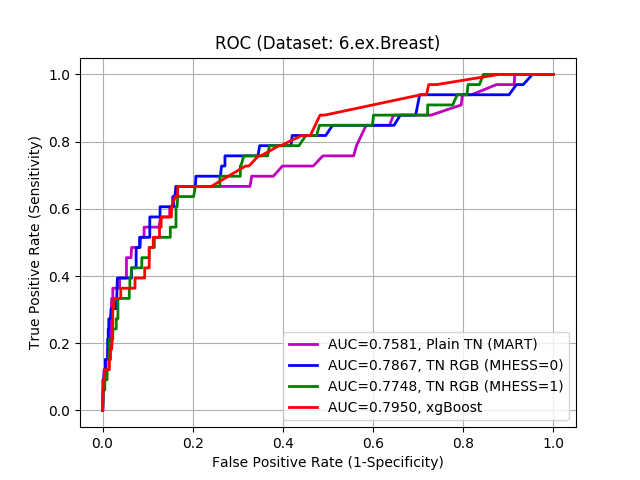 ROC (Dataset: 6.ex.Breast)
True Positive Rate (Sensitivity)
1.0
0.8
0.6
0.4
0.2
0.0
AUC=0.7581, Plain TN (MART)
AUC=0.7867, TN RGB (MHESS=0)
AUC=0.7748, TN RGB (MHESS=1)
AUC=0.7950, xgBoost
0.0 0.2 0.4 0.6 0.8 1.0
False Positive Rate (1-Specificity)